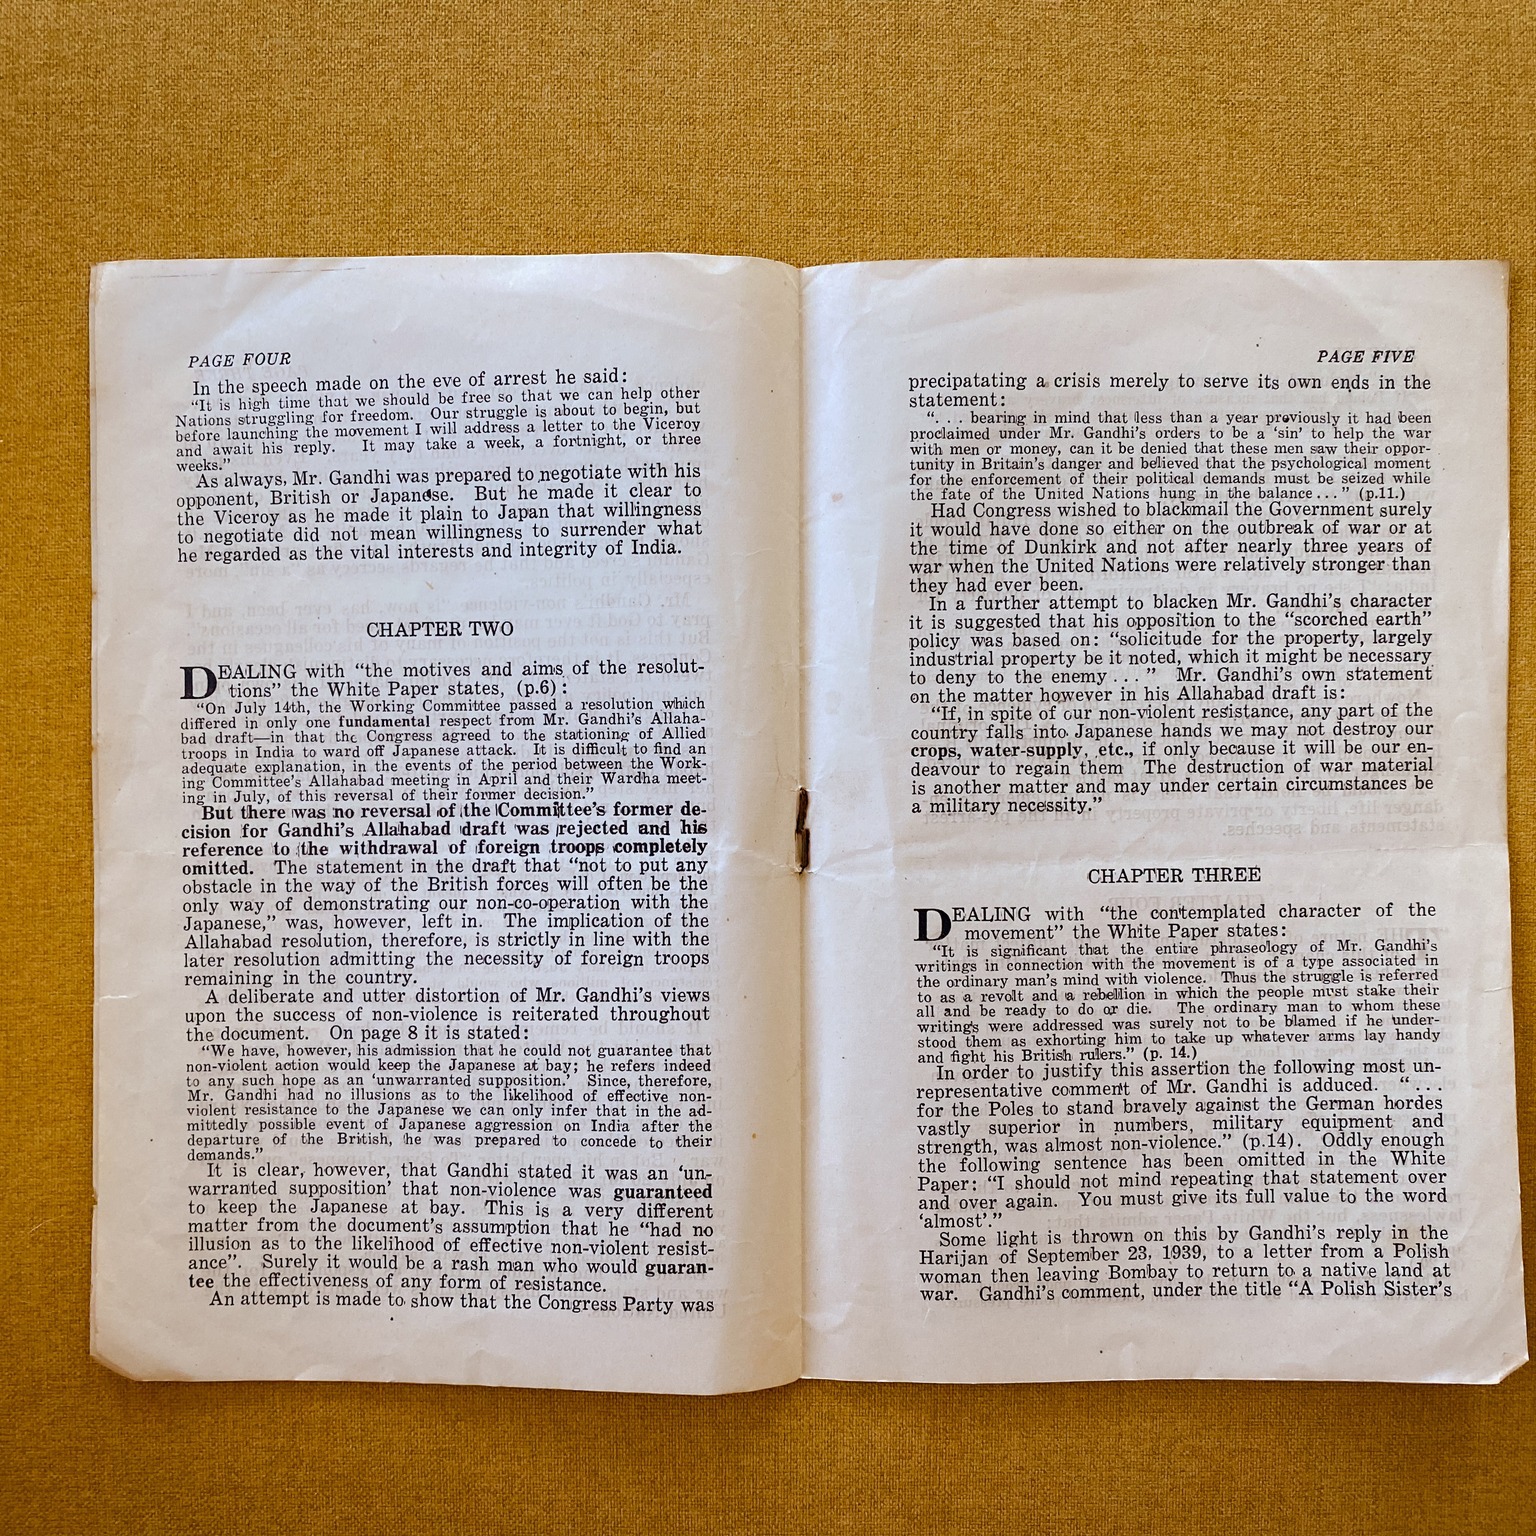 PAGE FOUR
In the speech made on the eve of arrest he said:
“It is high time that we should be free so that we can help other
Nations struggling for freedom. Our struggle is about to begin, but
before launching the movement I will address a letter to the Viceroy
and await his reply. It may take a week, a fortnight, or three
weeks.”
As always, Mr. Gandhi was prepared to negotiate with his
opponent, British or Japanese. But he made it clear to
the Viceroy as he made it plain to Japan that willingness
to negotiate did not mean willingness to surrender what
he regarded as the vital interests and integrity of India.
CHAPTER TWO
DEALING with “the motives and aims of the resolut-
tions” the White Paper states, (p.6):
“On July 14th, the Working Committee passed a resolution which
differed in only one fundamental respect from Mr. Gandhi’s Allaha-
bad draft—in that the Congress agreed to the stationing of Allied
troops in India to ward off Japanese attack. It is difficult to find an
adequate explanation, in the events of the period between the Work-
ing Committee’s Allahabad meeting in April and their Wardha meet-
ing in July, of this reversal of their former decision.”
But there was no reversal of the Committee’s former de-
cision for Gandhi’s Allahabad draft was rejected and his
reference to the withdrawal of foreign troops completely
omitted. The statement in the draft that “not to put any
obstacle in the way of the British forces will often be the
only way of demonstrating our non-co-operation with the
Japanese,” was, however, left in. The implication of the
Allahabad resolution, therefore, is strictly in line with the
later resolution admitting the necessity of foreign troops
remaining in the country.
A deliberate and utter distortion of Mr. Gandhi’s views
upon the success of non-violence is reiterated throughout
the document. On page 8 it is stated:
“We have, however, his admission that he could not guarantee that
non-violent action would keep the Japanese at bay; he refers indeed
to any such hope as an ‘unwarranted supposition.’ Since, therefore,
Mr. Gandhi had no illusions as to the likelihood of effective non-
violent resistance to the Japanese we can only infer that in the ad-
mittedly possible event of Japanese aggression on India after the
departure of the British, he was prepared to concede to their
demands.”
It is clear, however, that Gandhi stated it was an ‘un-
warranted supposition’ that non-violence was guaranteed
to keep the Japanese at bay. This is a very different
matter from the document’s assumption that he “had no
illusion as to the likelihood of effective non-violent resist-
ance”. Surely it would be a rash man who would guaran-
tee the effectiveness of any form of resistance.
An attempt is made to show that the Congress Party was
PAGE FIVE
precipatating a crisis merely to serve its own ends in the
statement:
“. . . bearing in mind that less than a year previously it had been
proclaimed under Mr. Gandhi’s orders to be a ‘sin’ to help the war
with men or money, can it be denied that these men saw their oppor-
tunity in Britain’s danger and believed that the psychological moment
for the enforcement of their political demands must be seized while
the fate of the United Nations hung in the balance...” (p.11.)
Had Congress wished to blackmail the Government surely
it would have done so either on the outbreak of war or at
the time of Dunkirk and not after nearly three years of
war when the United Nations were relatively stronger than
they had ever been.
In a further attempt to blacken Mr. Gandhi’s character
it is suggested that his opposition to the “scorched earth”
policy was based on: “solicitude for the property, largely
industrial property be it noted, which it might be necessary
to deny to the enemy ...” Mr. Gandhi’s own statement
on the matter however in his Allahabad draft is:
“If, in spite of our non-violent resistance, any part of the
country falls into Japanese hands we may not destroy our
crops, water-supply, etc., if only because it will be our en-
deavour to regain them The destruction of war material
is another matter and may under certain circumstances be
a military necessity.”
CHAPTER THREE
DEALING with “the contemplated character of the
movement” the White Paper states:
“It is significant that the entire phraseology of Mr. Gandhi’s
writings in connection with the movement is of a type associated in
the ordinary man’s mind with violence. Thus the struggle is referred
to as a revolt and a rebellion in which the people must stake their
all and be ready to do or die. The ordinary man to whom these
writings were addressed was surely not to be blamed if he under-
stood them as exhorting him to take up whatever arms lay handy
and fight his British rulers.” (p. 14.)
In order to justify this assertion the following most un-
representative comment of Mr. Gandhi is adduced. “...
for the Poles to stand bravely against the German hordes
vastly superior in numbers, military equipment and
strength, was almost non-violence.” (p.14). Oddly enough
the following sentence has been omitted in the White
Paper: “I should not mind repeating that statement over
and over again. You must give its full value to the word
‘almost’.”
Some light is thrown on this by Gandhi’s reply in the
Harijan of September 23, 1939, to a letter from a Polish
woman then leaving Bombay to return to a native land at
war. Gandhi’s comment, under the title “A Polish Sister’s